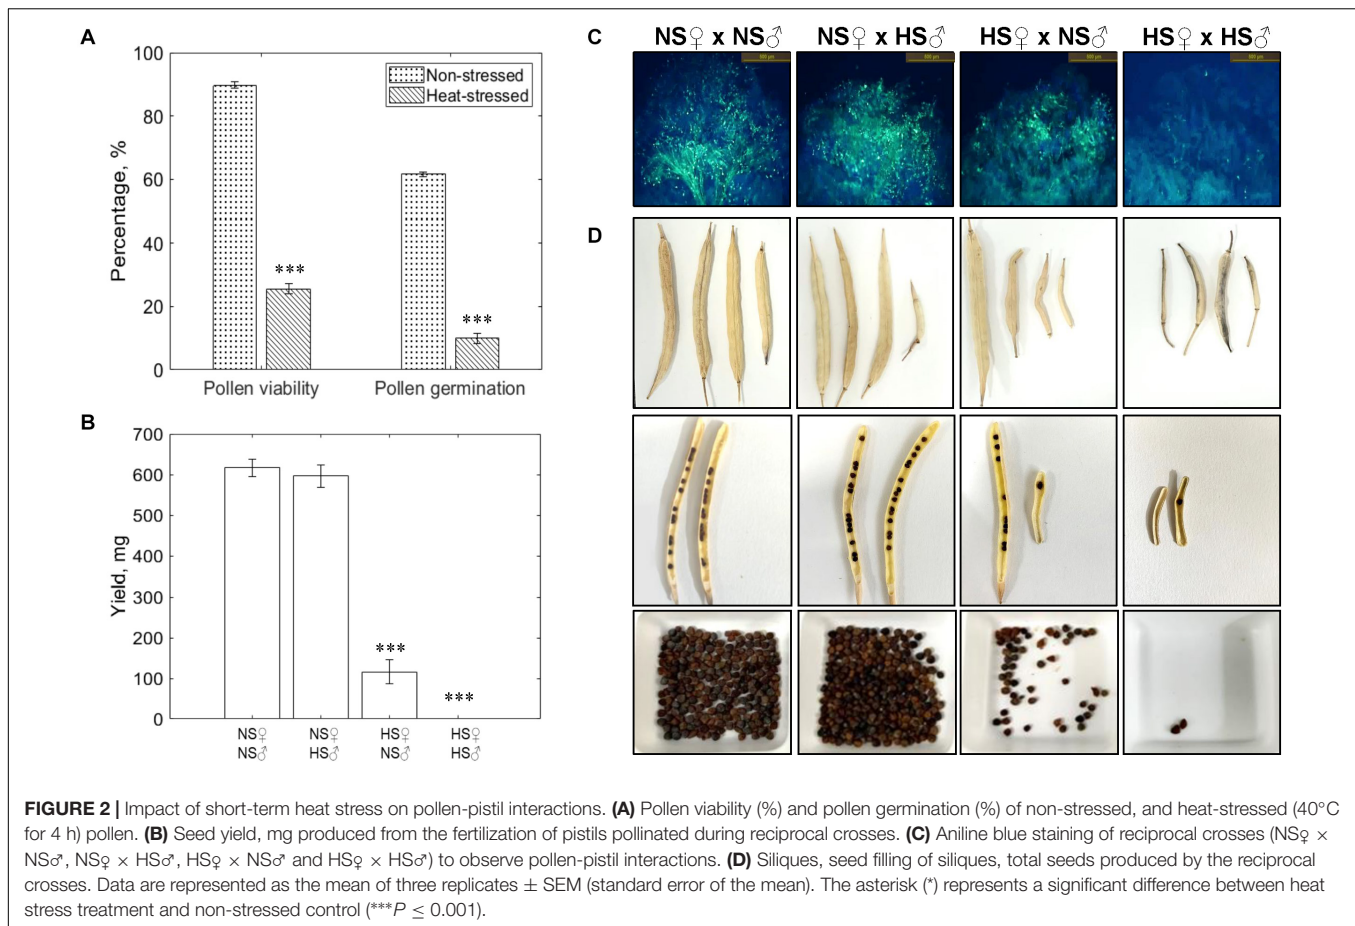 A
100
80
60
40
20
0
Percentage, %
Non-stressed
Heat-stressed
***
***
Pollen viability
Pollen germination
B
700
600
500
400
300
200
100
0
Yield, mg
***
***
NS♀ NS♀ HS♀ HS♀
NS♂ HS♂ NS♂ HS♂
C
NS♀ x NS♂ NS♀ x HS♂ HS♀ x NS♂ HS♀ x HS♂
D
FIGURE 2 | Impact of short-term heat stress on pollen-pistil interactions. (A) Pollen viability (%) and pollen germination (%) of non-stressed, and heat-stressed (40°C
for 4 h) pollen. (B) Seed yield, mg produced from the fertilization of pistils pollinated during reciprocal crosses. (C) Aniline blue staining of reciprocal crosses (NS♀ ×
NS♂, NS♀ × HS♂, HS♀ × NS♂ and HS♀ × HS♂) to observe pollen-pistil interactions. (D) Siliques, seed filling of siliques, total seeds produced by the reciprocal
crosses. Data are represented as the mean of three replicates ± SEM (standard error of the mean). The asterisk (*) represents a significant difference between heat
stress treatment and non-stressed control (***P ≤ 0.001).